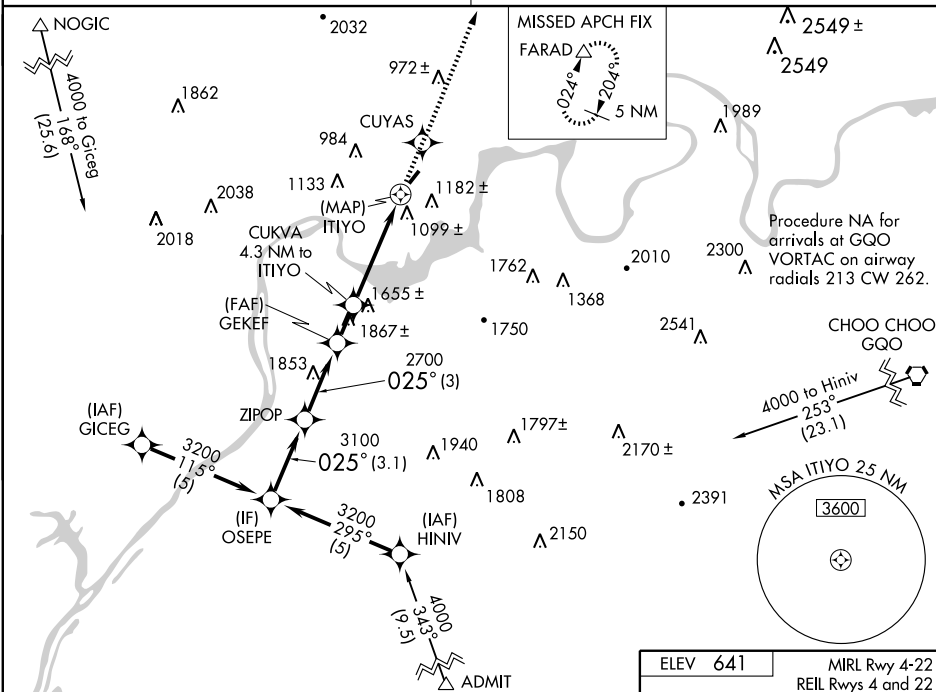 NOGIC
4000 to Giceg
168°
(25.6)
2032
972 ±
1862
CUYAS
984
1133
2038
2018
(MAP)
ITIYO
1182 ±
1099 ±
CUKVA
4.3 NM to
ITIYO
1655 ±
(FAF)
GEKEF
1867 ±
1853
2700
025° (3)
ZIPOP
3100
025° (3.1)
(IAF)
GICEG
3200
115°
(5)
(IF)
OSEPE
3200
295°
(5)
(IAF)
HINIV
4000
343°
(9.5)
ADMIT
MISSED APCH FIX
FARAD
024°
204°
5 NM
2549 ±
2549
1989
Procedure NA for
arrivals at GQO
VORTAC on airway
radials 213 CW 262.
1762
1368
2010
2300
1750
2541
CHOO CHOO
GQO
4000 to Hiniv
253°
(23.1)
1940
1797 ±
2170 ±
1808
2391
2150
MSA ITIYO 25 NM
3600
ELEV 641
MIRL Rwy 4-22
REIL Rwys 4 and 22